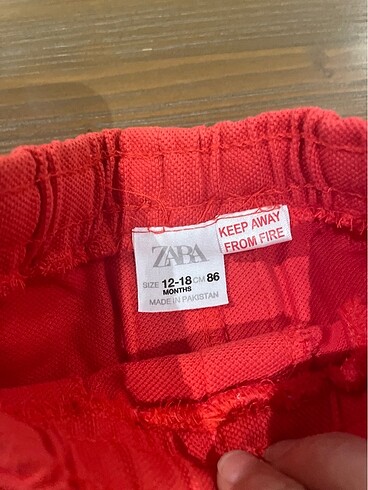 ZARA
SIZE 12-18 CM 86
MONTHS
MADE IN PAKISTAN
KEEP AWAY
FROM FIRE